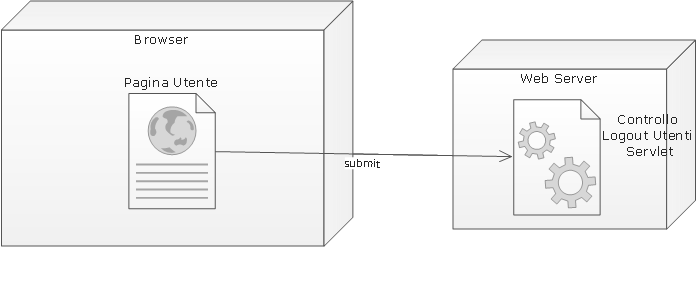 Browser
Pagina Utente
submit
Web Server
Controllo
Logout Utenti
Servlet